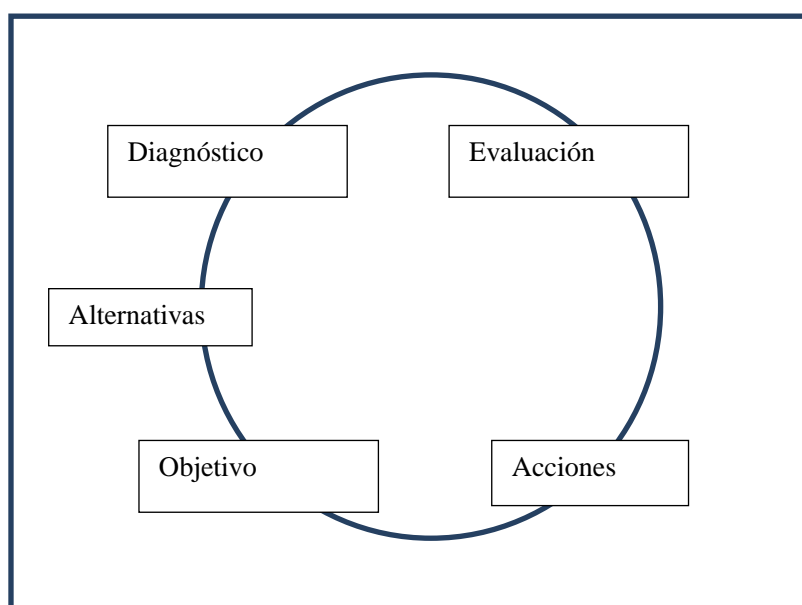 Diagnóstico
Evaluación
Alternativas
Objetivo
Acciones